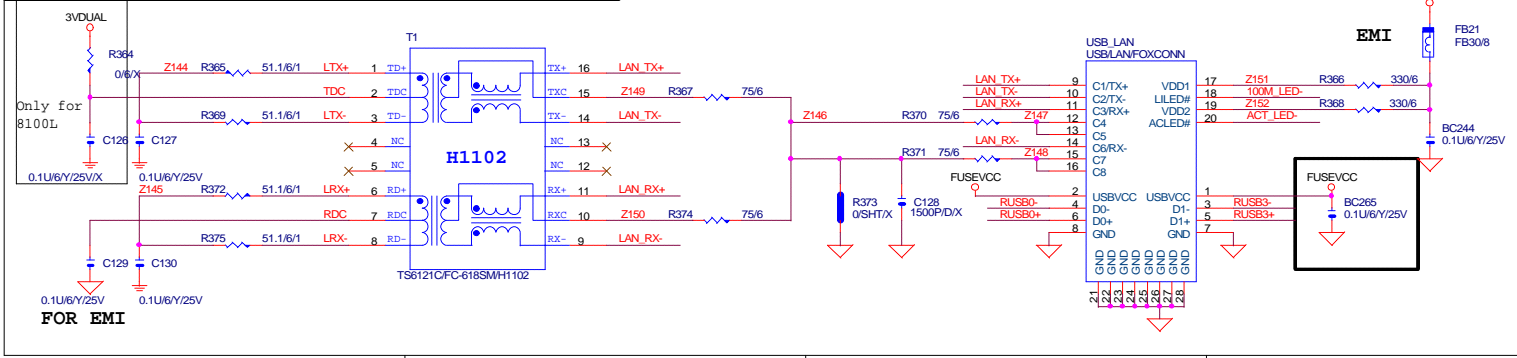 3VDUAL
R364
0/6/X
Only for
8100L
C126
0.1U/6/Y/25V/X
C127
0.1U/6/Y/25V
Z144
R365
51.1/6/1
LTX+
TDC
R369
51.1/6/1
LTX-
Z145
R372
51.1/6/1
LRX+
RDC
R375
51.1/6/1
LRX-
C129
0.1U/6/Y/25V
C130
0.1U/6/Y/25V
FOR EMI
T1
1 TD+
2 TDC
3 TD-
4 NC
5 NC
6 RD+
7 RDC
8 RD-
H1102
TX+ 16
TXC 15
TX- 14
NC 13
NC 12
RX+ 11
RXC 10
RX- 9
TS6121C/FC-618SM/H1102
LAN_TX+
Z149
R367
75/6
LAN_TX-
LAN_RX+
Z150
R374
75/6
LAN_RX-
Z146
R370
75/6
Z147
R371
75/6
Z148
R373
0/SHT/X
C128
1500P/D/X
LAN_TX+
LAN_TX-
LAN_RX+
LAN_RX-
FUSEVCC
RUSB0-
RUSB0+
USB_LAN
USB/LAN/FOXCONN
9 C1/TX+
10 C2/TX-
11 C3/RX+
12 C4
13 C5
14 C6/RX-
15 C7
16 C8
2 USBVCC
4 D0-
6 D0+
8 GND
VDD1 17
LILED# 18
VDD2 19
ACLED# 20
USBVCC 1
D1- 3
D1+ 5
GND 7
GND GND GND GND GND GND GND GND
21 22 23 24 25 26 27 28
Z151
R366
330/6
100M_LED-
Z152
R368
330/6
ACT_LED-
EMI
FB21
FB30/8
BC244
0.1U/6/Y/25V
FUSEVCC
RUSB3-
RUSB3+
BC265
0.1U/6/Y/25V